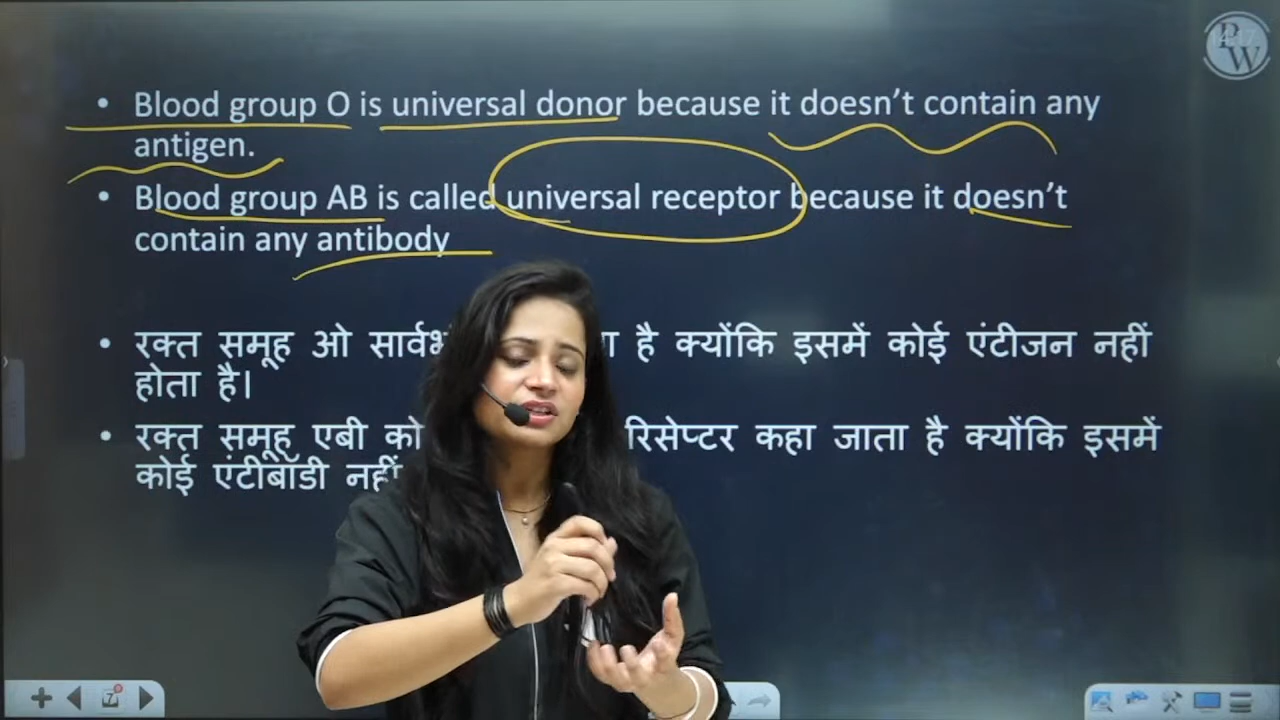 PW
• Blood group O is universal donor because it doesn’t contain any
antigen.
• Blood group AB is called universal receptor because it doesn’t
contain any antibody
• रक्त समूह ओ है क्योंकि इसमें कोई एंटीजन नहीं
होता है।
• रक्त समूह एबी को रिसेप्टर कहा जाता है क्योंकि इसमें
कोई एंटीबॉडी नहीं